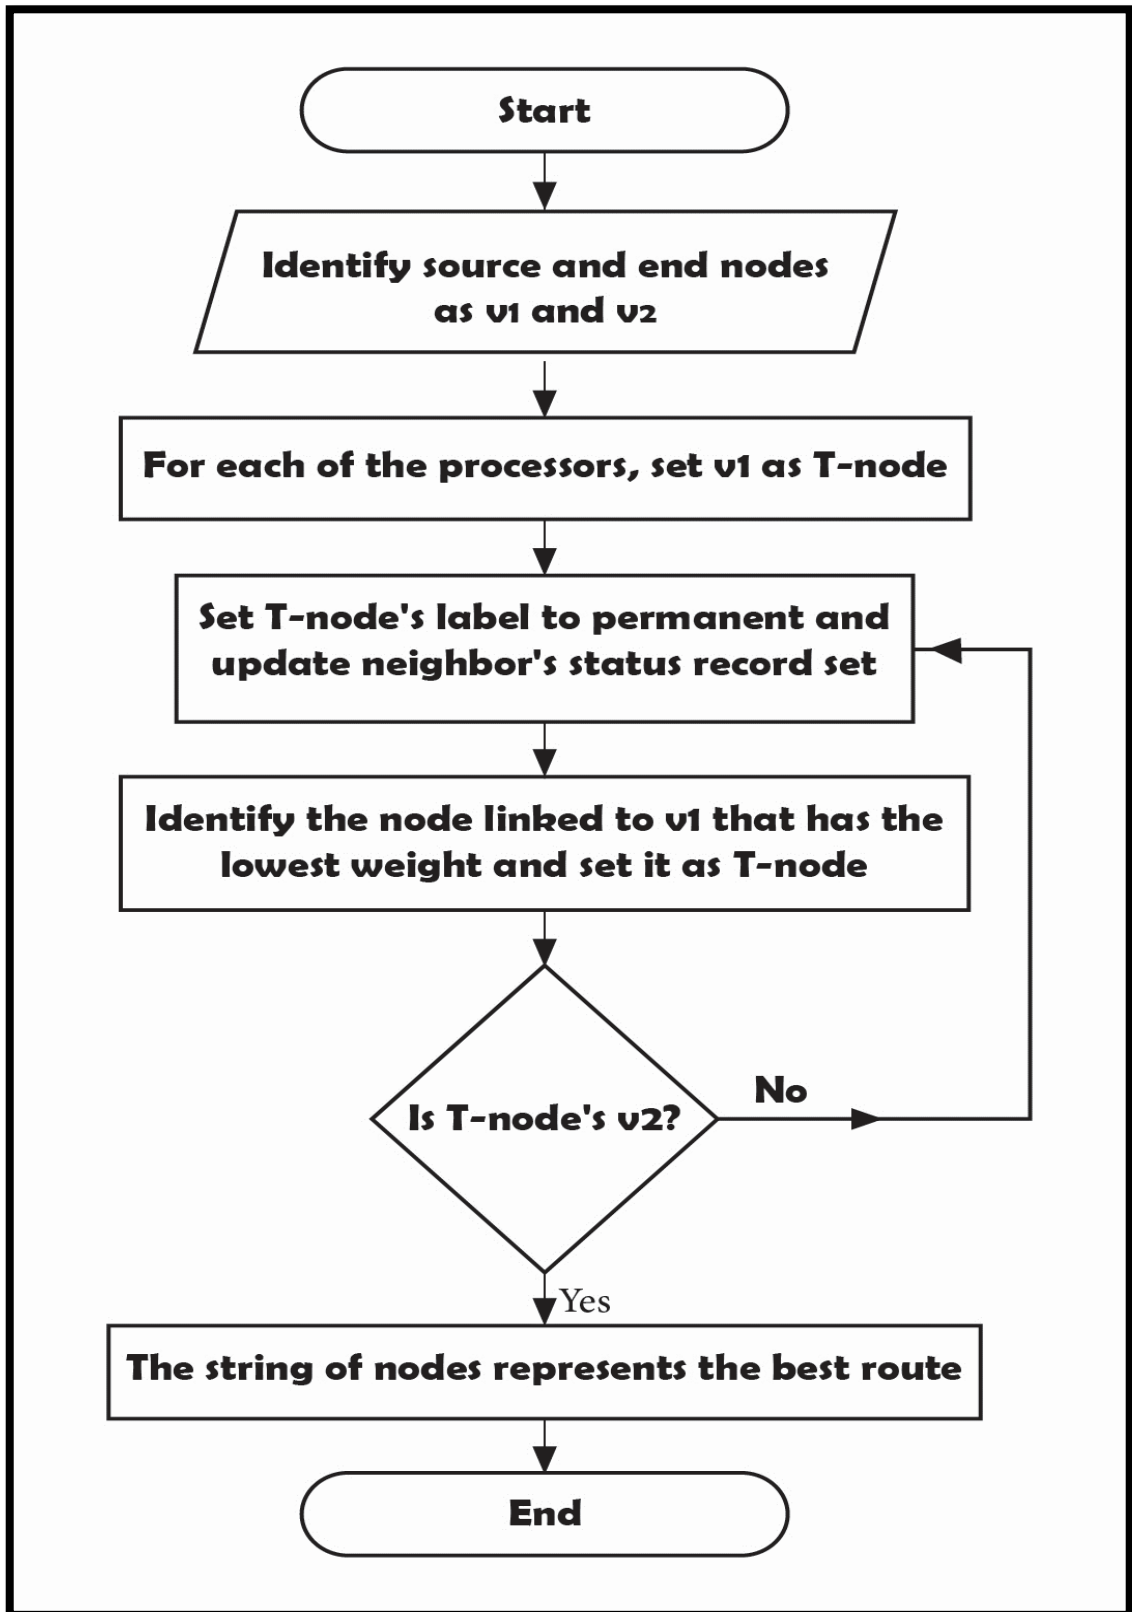 Start
Identify source and end nodes
as v1 and v2
For each of the processors, set v1 as T-node
Set T-node's label to permanent and
update neighbor's status record set
Identify the node linked to v1 that has the
lowest weight and set it as T-node
Is T-node's v2?
No
Yes
The string of nodes represents the best route
End